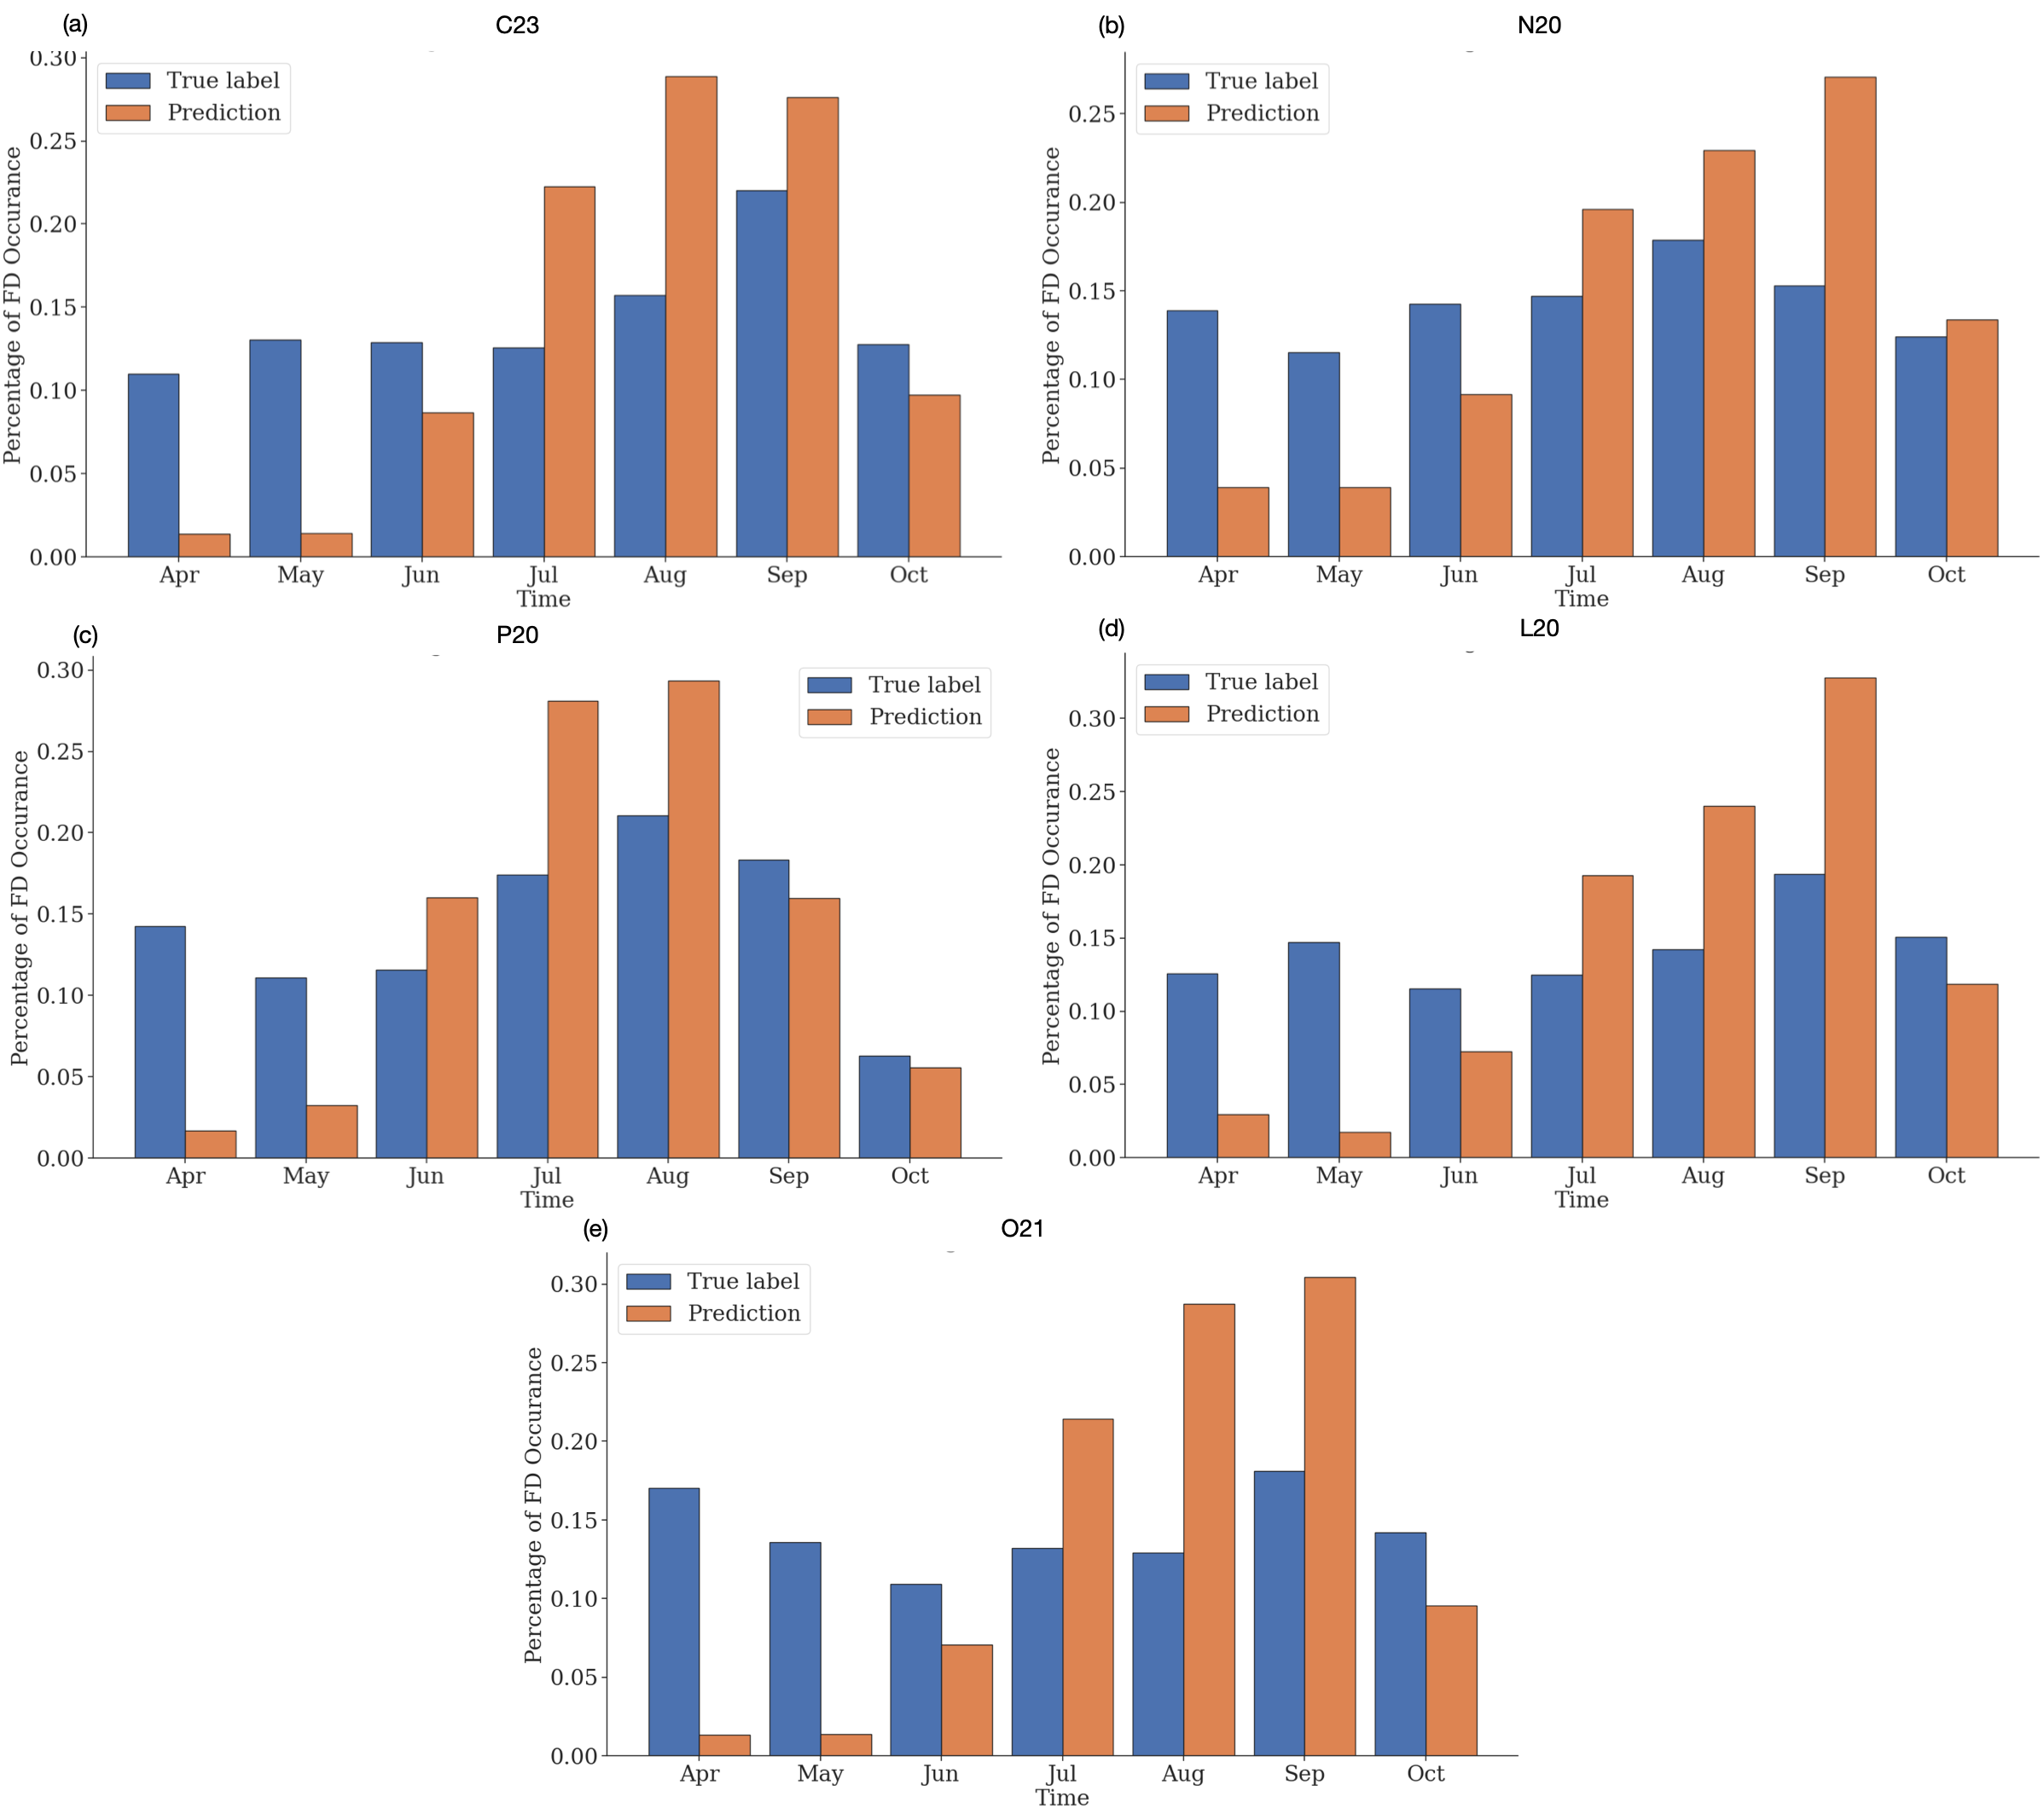 (a) C23
0.30
0.25
0.20
0.15
0.10
0.05
0.00
Percentage of FD Occurance
True label
Prediction
Apr May Jun Jul Aug Sep Oct
Time
(b) N20
0.25
0.20
0.15
0.10
0.05
0.00
Percentage of FD Occurance
True label
Prediction
Apr May Jun Jul Aug Sep Oct
Time
(c) P20
0.30
0.25
0.20
0.15
0.10
0.05
0.00
Percentage of FD Occurance
True label
Prediction
Apr May Jun Jul Aug Sep Oct
Time
(d) L20
0.30
0.25
0.20
0.15
0.10
0.05
0.00
Percentage of FD Occurance
True label
Prediction
Apr May Jun Jul Aug Sep Oct
Time
(e) O21
0.30
0.25
0.20
0.15
0.10
0.05
0.00
Percentage of FD Occurance
True label
Prediction
Apr May Jun Jul Aug Sep Oct
Time